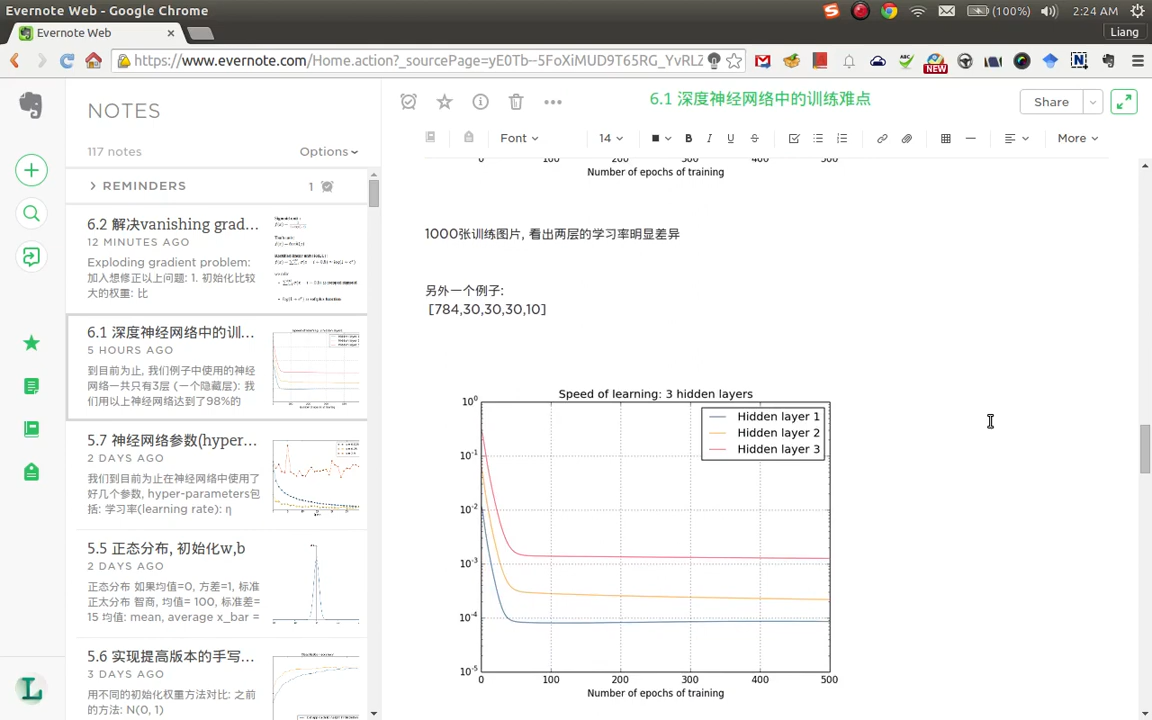 Evernote Web - Google Chrome
(100%)
2:24 AM
Evernote Web
Liang
https://www.evernote.com/Home.action?_sourcePage=yE0Tb--5FoXiMUD9T65RG_YvRLZ
NEW
NOTES
117 notes
Options
REMINDERS
1
6.2 解决vanishing grad...
12 MINUTES AGO
Exploding gradient problem:
加入想修正以上问题: 1. 初始化比较
大的权重: 比
6.1 深度神经网络中的训...
5 HOURS AGO
到目前为止, 我们例子中使用的神经
网络一共只有3层 (一个隐藏层): 我
们用以上神经网络达到了98%的
5.7 神经网络参数(hyper...
2 DAYS AGO
我们到目前为止在神经网络中使用了
好几个参数, hyper-parameters包
括: 学习率(learning rate): η
5.5 正态分布, 初始化w,b
2 DAYS AGO
正态分布 如果均值=0, 方差=1, 标准
正太分布 智商, 均值= 100, 标准差=
15 均值: mean, average x_bar =
5.6 实现提高版本的手写...
3 DAYS AGO
用不同的初始化权重方法对比: 之前
的方法: N(0, 1)
6.1 深度神经网络中的训练难点
Share
Font
14
B
I
U
More
0 100 200 300 400 500
Number of epochs of training
1000张训练图片, 看出两层的学习率明显差异
另外一个例子:
[784,30,30,30,10]
Speed of learning: 3 hidden layers
Hidden layer 1
Hidden layer 2
Hidden layer 3
10^0
10^-1
10^-2
10^-3
10^-4
10^-5
0 100 200 300 400 500
Number of epochs of training